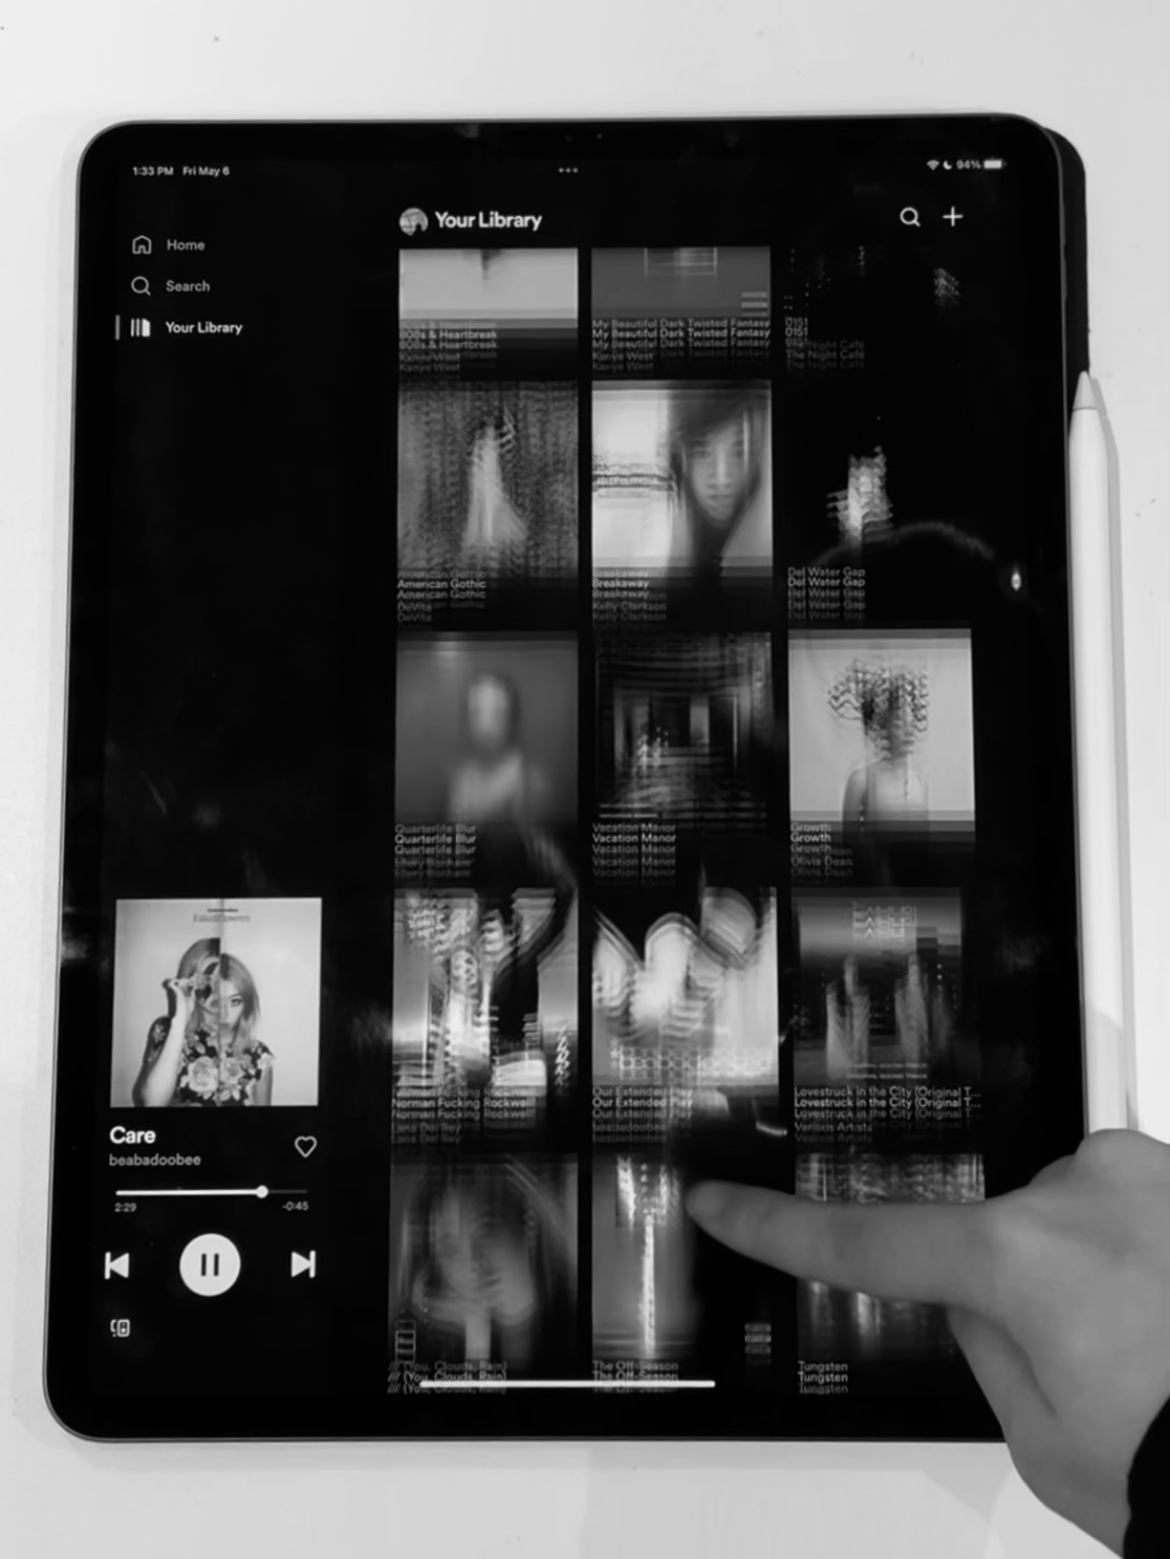 1:33 PM Fri May 6
94%
Home
Search
Your Library
Your Library
808s & Heartbreak
Kanye West
My Beautiful Dark Twisted Fantasy
Kanye West
0151
The Night Café
American Gothic
DeVita
Breakaway
Kelly Clarkson
Del Water Gap
Del Water Gap
Quarterlife Blur
Vacation Manor
Vacation Manor
Growth
Olivia Dean
Norman Fucking Rockwell
Lana Del Rey
Our Extended Play
beabadoobee
Lovestruck in the City (Original T...
Various Artists
/// (You, Clouds, Rain)
The Off-Season
Tungsten
Care
beabadoobee
2:29
-0:45